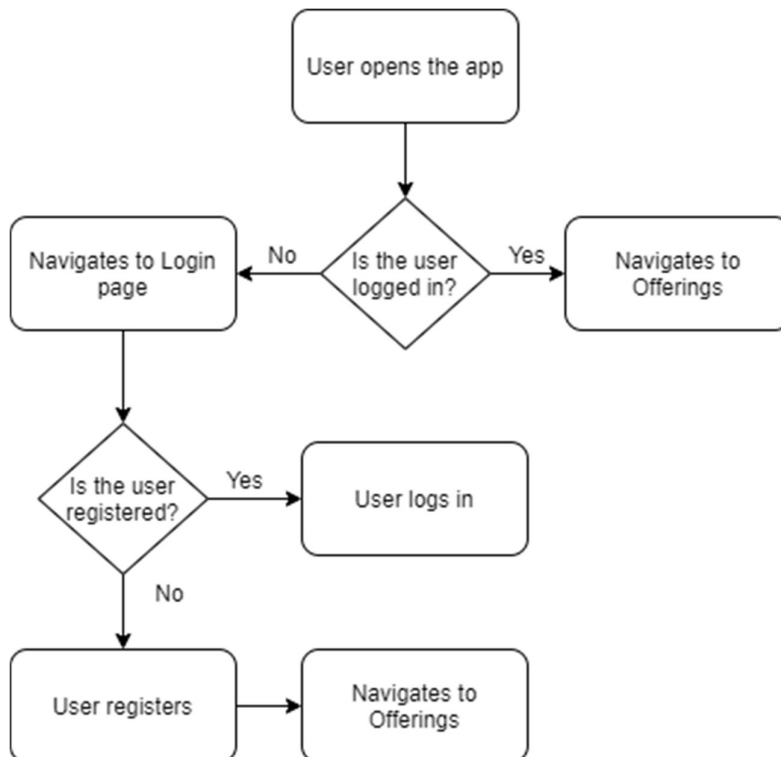 User opens the app
Navigates to Login
page
No
Is the user
logged in?
Yes
Navigates to
Offerings
Is the user
registered?
Yes
User logs in
No
User registers
Navigates to
Offerings